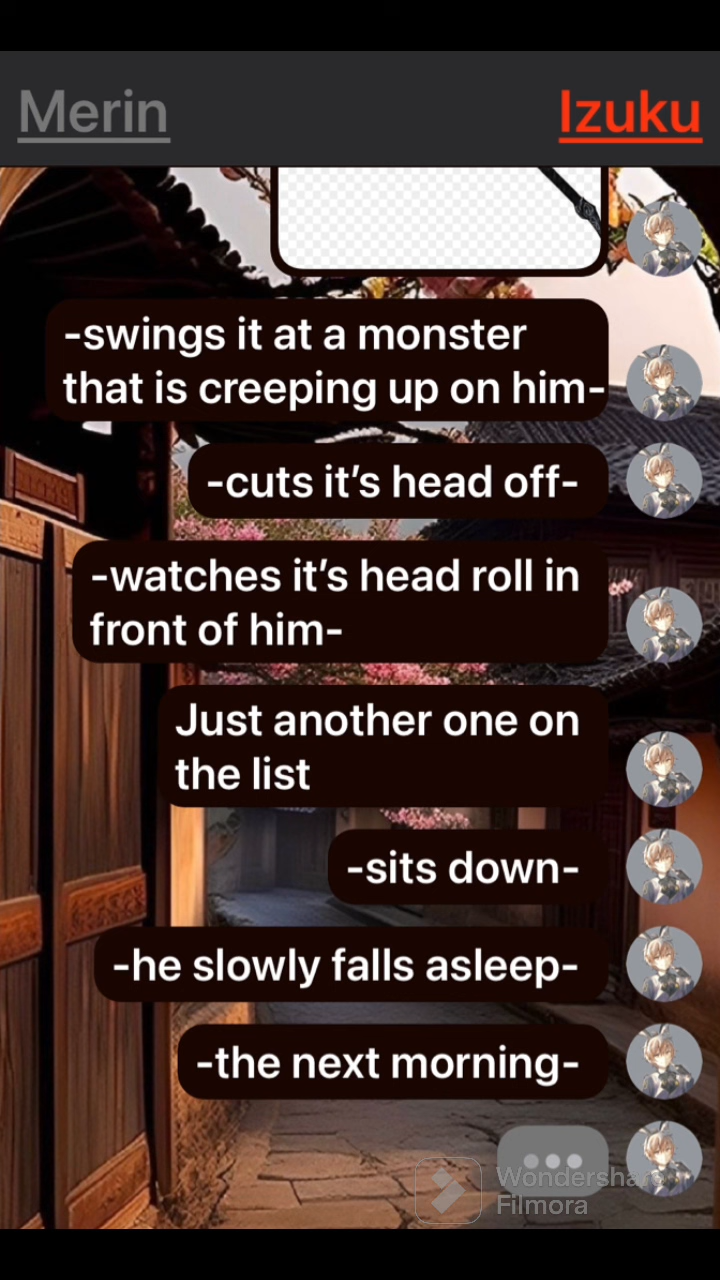 Merin
Izuku
-swings it at a monster
that is creeping up on him-
-cuts it’s head off-
-watches it’s head roll in
front of him-
Just another one on
the list
-sits down-
-he slowly falls asleep-
-the next morning-
Wondershare
Filmora